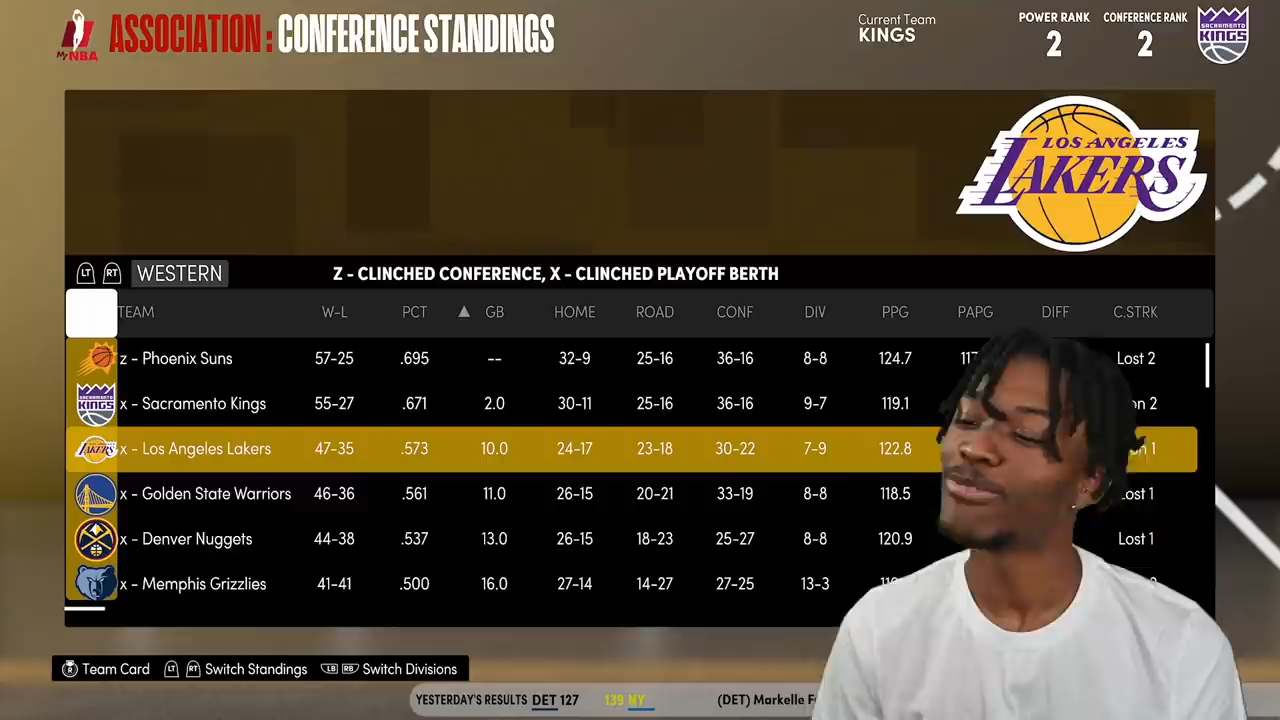 MyNBA
ASSOCIATION: CONFERENCE STANDINGS
Current Team
KINGS
POWER RANK
2
CONFERENCE RANK
2
SACRAMENTO
KINGS
LOS ANGELES
LAKERS
LT RT WESTERN Z - CLINCHED CONFERENCE, X - CLINCHED PLAYOFF BERTH
TEAM W-L PCT GB HOME ROAD CONF DIV PPG PAPG DIFF C.STRK
z - Phoenix Suns 57-25 .695 -- 32-9 25-16 36-16 8-8 124.7 Lost 2
SACRAMENTO KINGS x - Sacramento Kings 55-27 .671 2.0 30-11 25-16 36-16 9-7 119.1 2
LAKERS x - Los Angeles Lakers 47-35 .573 10.0 24-17 23-18 30-22 7-9 122.8 1
x - Golden State Warriors 46-36 .561 11.0 26-15 20-21 33-19 8-8 118.5 Lost 1
x - Denver Nuggets 44-38 .537 13.0 26-15 18-23 25-27 8-8 120.9 Lost 1
x - Memphis Grizzlies 41-41 .500 16.0 27-14 14-27 27-25 13-3
R Team Card LT RT Switch Standings LB RB Switch Divisions
YESTERDAY'S RESULTS DET 127 139 NY (DET) Markelle